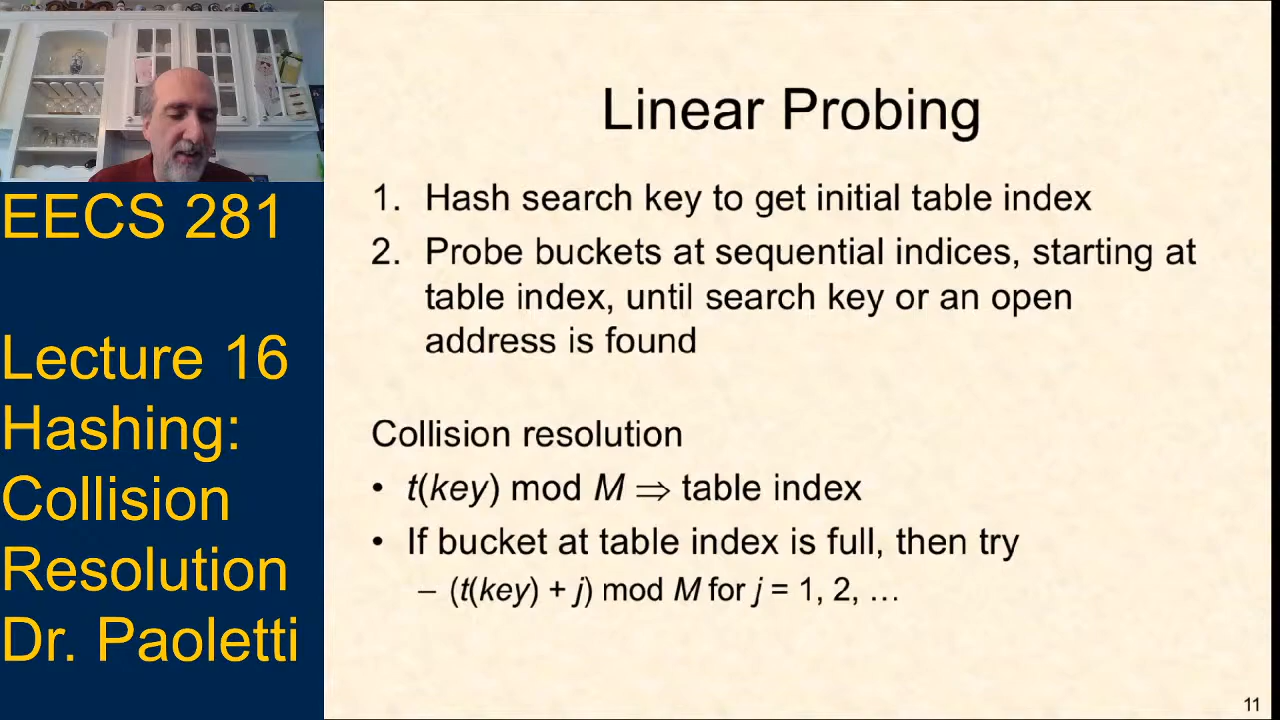 EECS 281
Lecture 16
Hashing:
Collision
Resolution
Dr. Paoletti
Linear Probing
1. Hash search key to get initial table index
2. Probe buckets at sequential indices, starting at
table index, until search key or an open
address is found
Collision resolution
• t(key) mod M ⇒ table index
• If bucket at table index is full, then try
– (t(key) + j) mod M for j = 1, 2, …
11